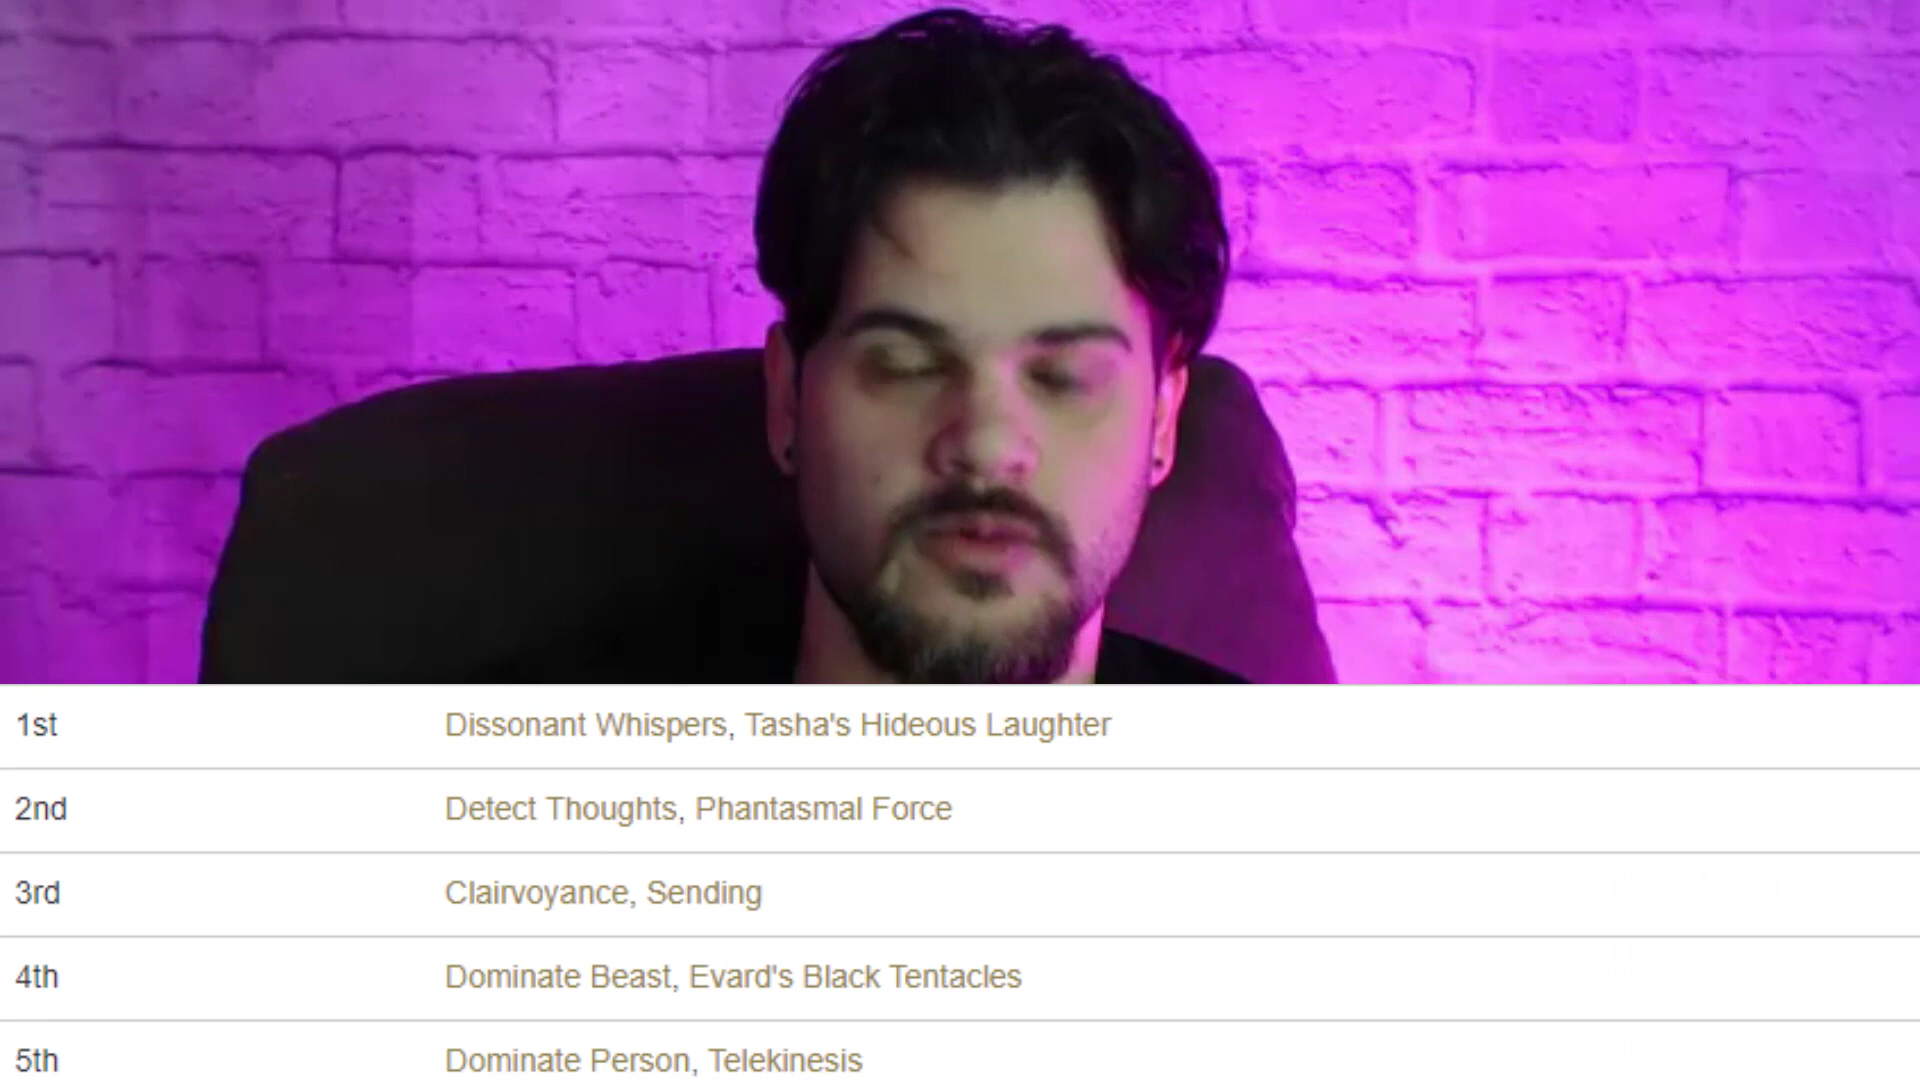 1st Dissonant Whispers, Tasha's Hideous Laughter
2nd Detect Thoughts, Phantasmal Force
3rd Clairvoyance, Sending
4th Dominate Beast, Evard's Black Tentacles
5th Dominate Person, Telekinesis